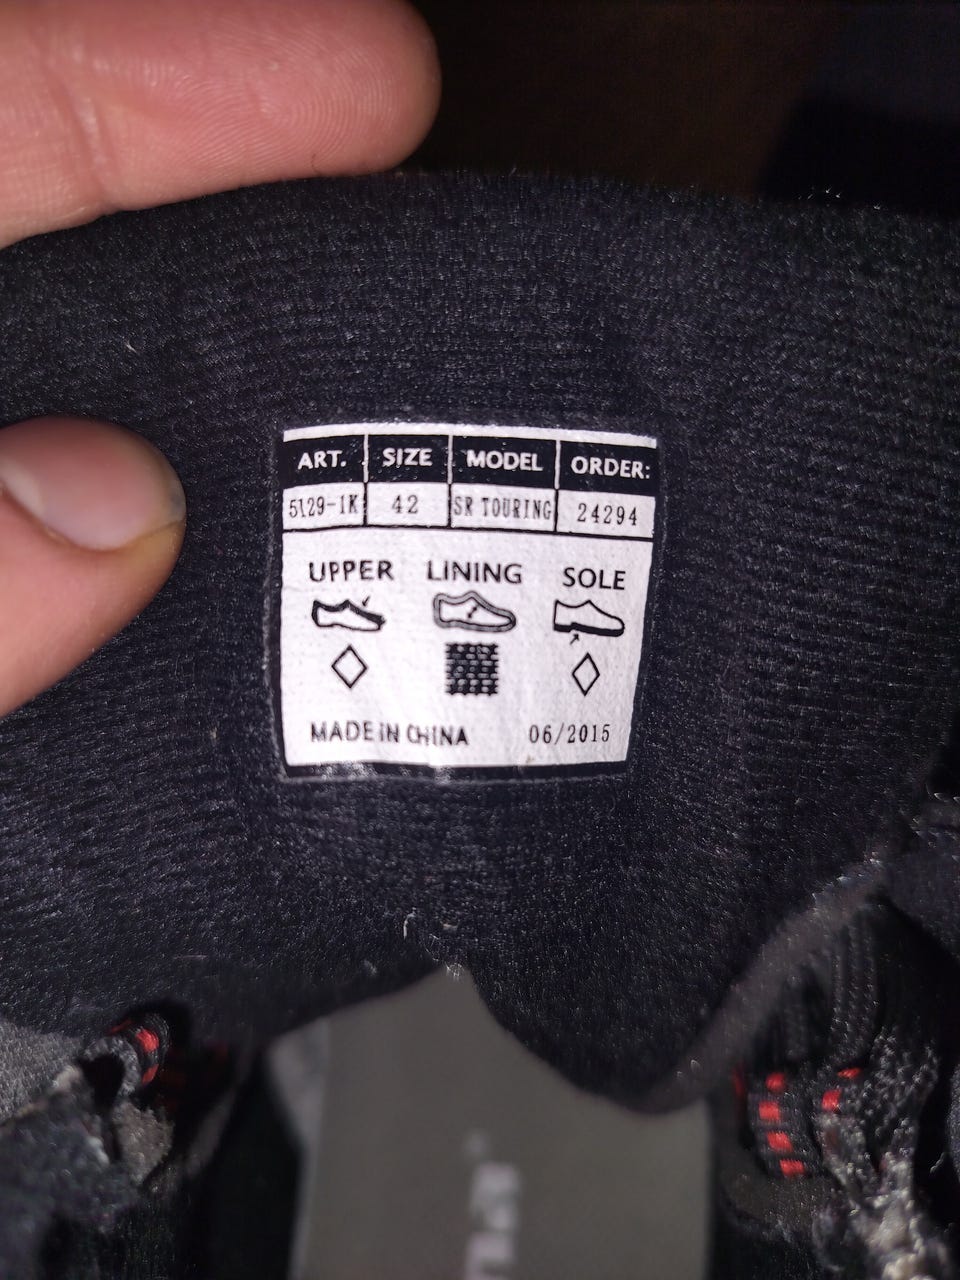 ART. SIZE MODEL ORDER:
5129-1K 42 SR TOURING 24294
UPPER LINING SOLE
MADE IN CHINA 06/2015